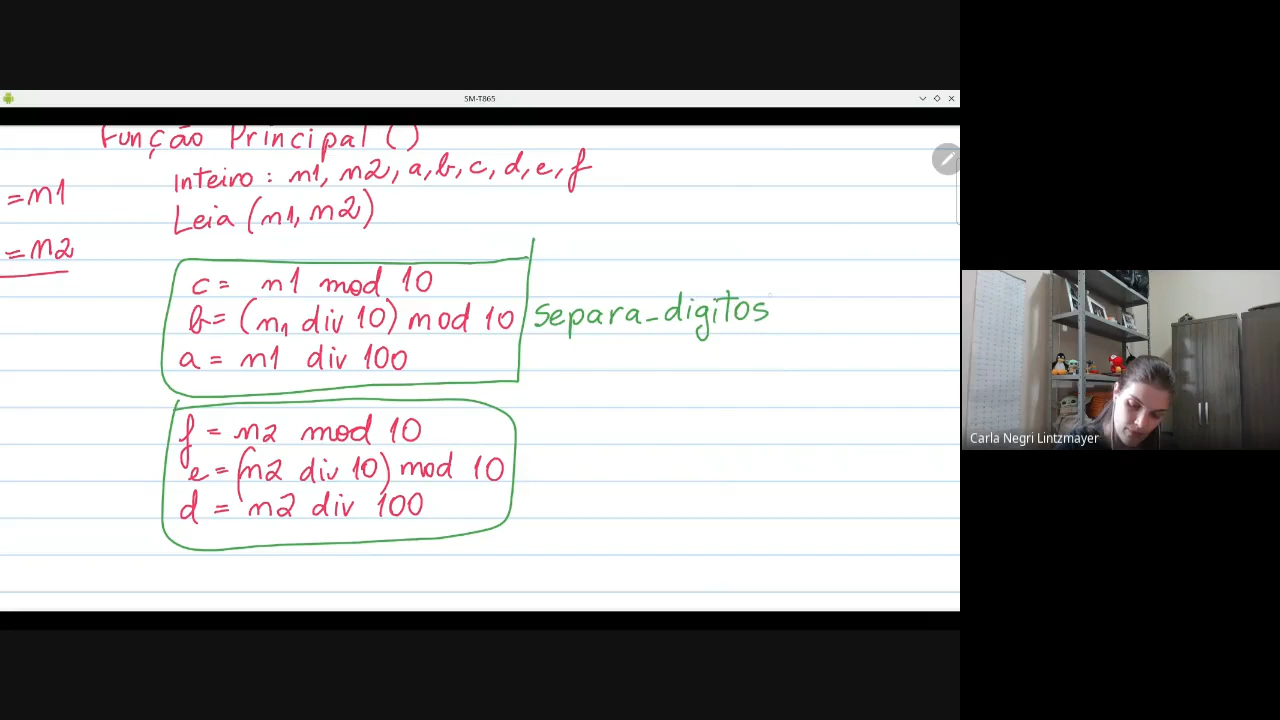 SM-T865
Função Principal ()
Inteiro: n1, n2, a, b, c, d, e, f
= n1
Leia (n1, n2)
= n2
c = n1 mod 10
b = (n1 div 10) mod 10
separa_digitos
a = n1 div 100
f = n2 mod 10
e = (n2 div 10) mod 10
d = n2 div 100
Carla Negri Lintzmayer